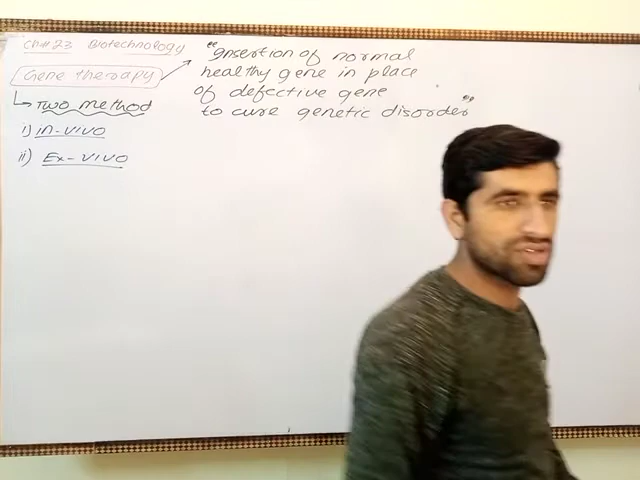 Ch# 23 Biotechnology
Gene therapy
Two method
i) in-vivo
ii) Ex-vivo
"Insertion of normal
healthy gene in place
of defective gene
to cure genetic disorder"